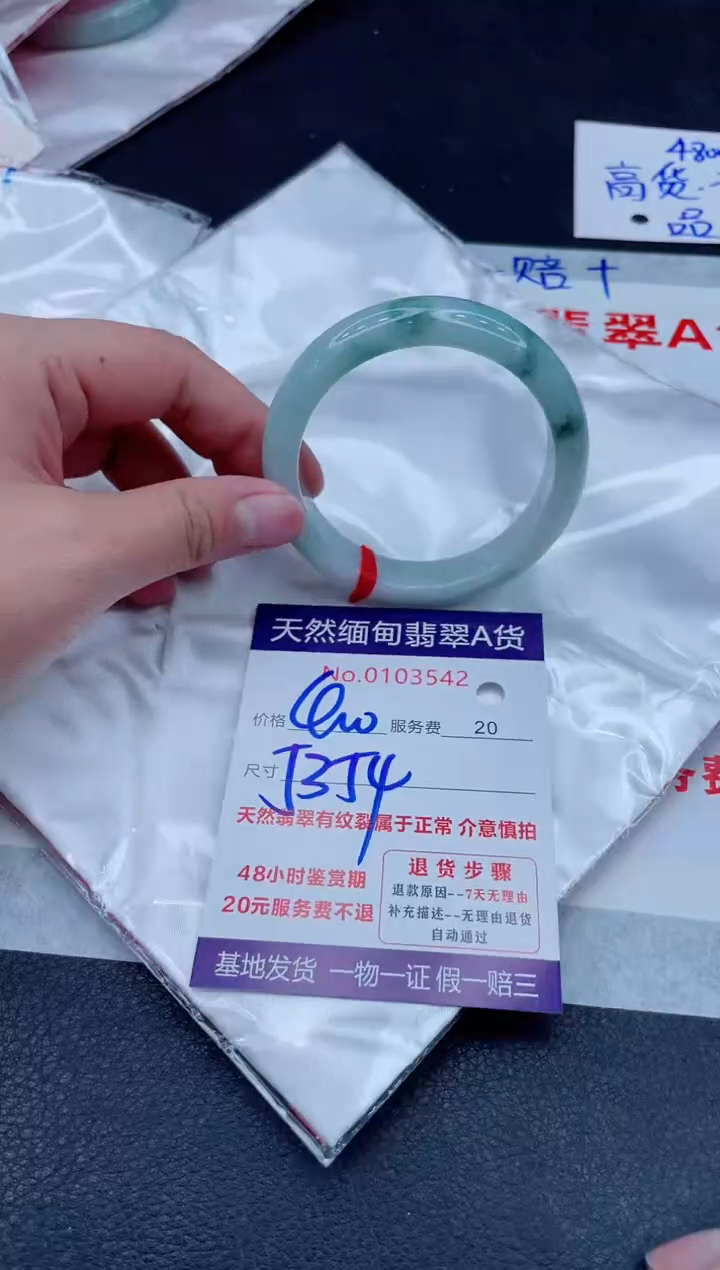 480
高货.
品
赔十
翡翠A
天然缅甸翡翠A货
No.0103542
价格 服务费 20
尺寸 5354
天然翡翠有纹裂属于正常 介意慎拍
48小时鉴赏期
20元服务费不退
退货步骤
退款原因--7天无理由
补充描述--无理由退货
自动通过
基地发货 一物一证 假一赔三
费